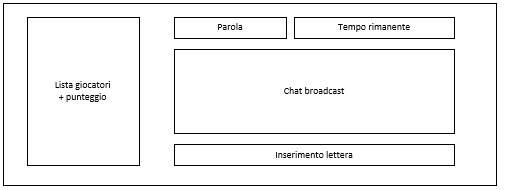 Parola
Tempo rimanente
Lista giocatori
+ punteggio
Chat broadcast
Inserimento lettera